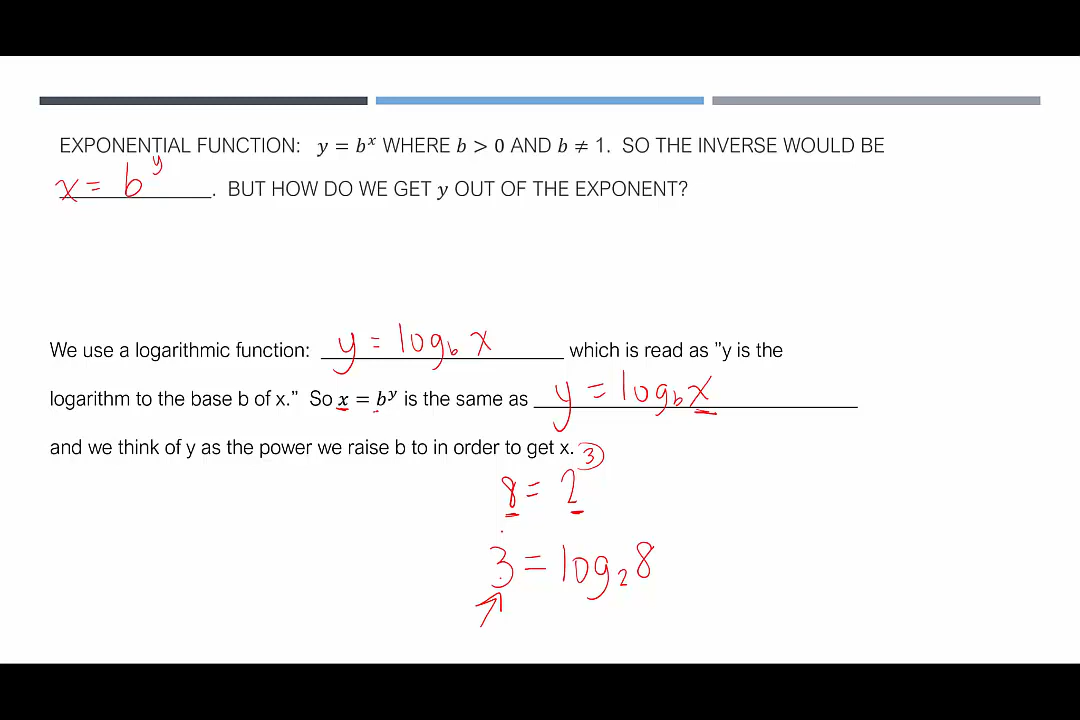 EXPONENTIAL FUNCTION: y = bˣ WHERE b > 0 AND b ≠ 1. SO THE INVERSE WOULD BE
x = b^y. BUT HOW DO WE GET y OUT OF THE EXPONENT?
We use a logarithmic function: y = log_b x which is read as "y is the
logarithm to the base b of x." So x = b^y is the same as y = log_b x
and we think of y as the power we raise b to in order to get x.
8 = 2^3
3 = log_2 8